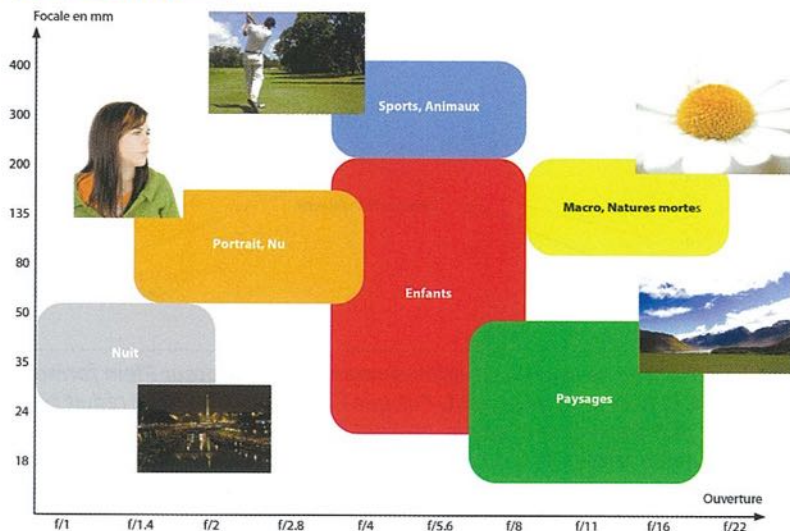 Focale en mm
400
300
200
135
80
50
35
24
18
Sports, Animaux
Macro, Natures mortes
Portrait, Nu
Enfants
Nuit
Paysages
Ouverture
f/1 f/1.4 f/2 f/2.8 f/4 f/5.6 f/8 f/11 f/16 f/22